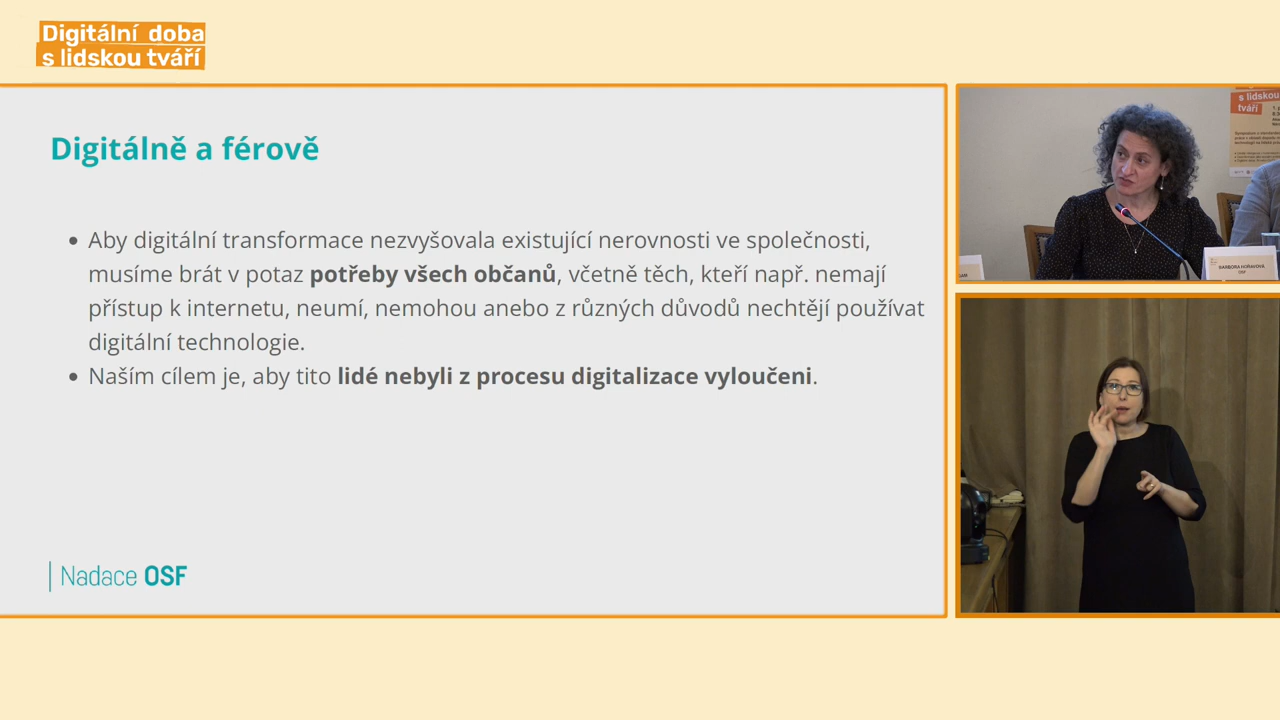 Digitální doba
s lidskou tváří
Digitálně a férově
• Aby digitální transformace nezvyšovala existující nerovnosti ve společnosti,
musíme brát v potaz potřeby všech občanů, včetně těch, kteří např. nemají
přístup k internetu, neumí, nemohou anebo z různých důvodů nechtějí používat
digitální technologie.
• Naším cílem je, aby tito lidé nebyli z procesu digitalizace vyloučeni.
Nadace OSF
s lidskou
tváří